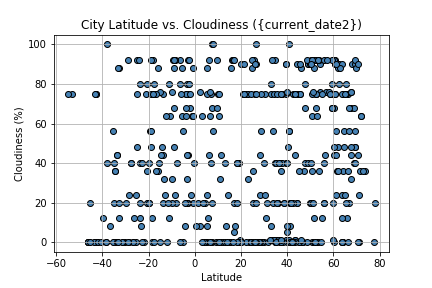 City Latitude vs. Cloudiness ({current_date2})
100
80
60
40
20
0
Cloudiness (%)
−60 −40 −20 0 20 40 60 80
Latitude